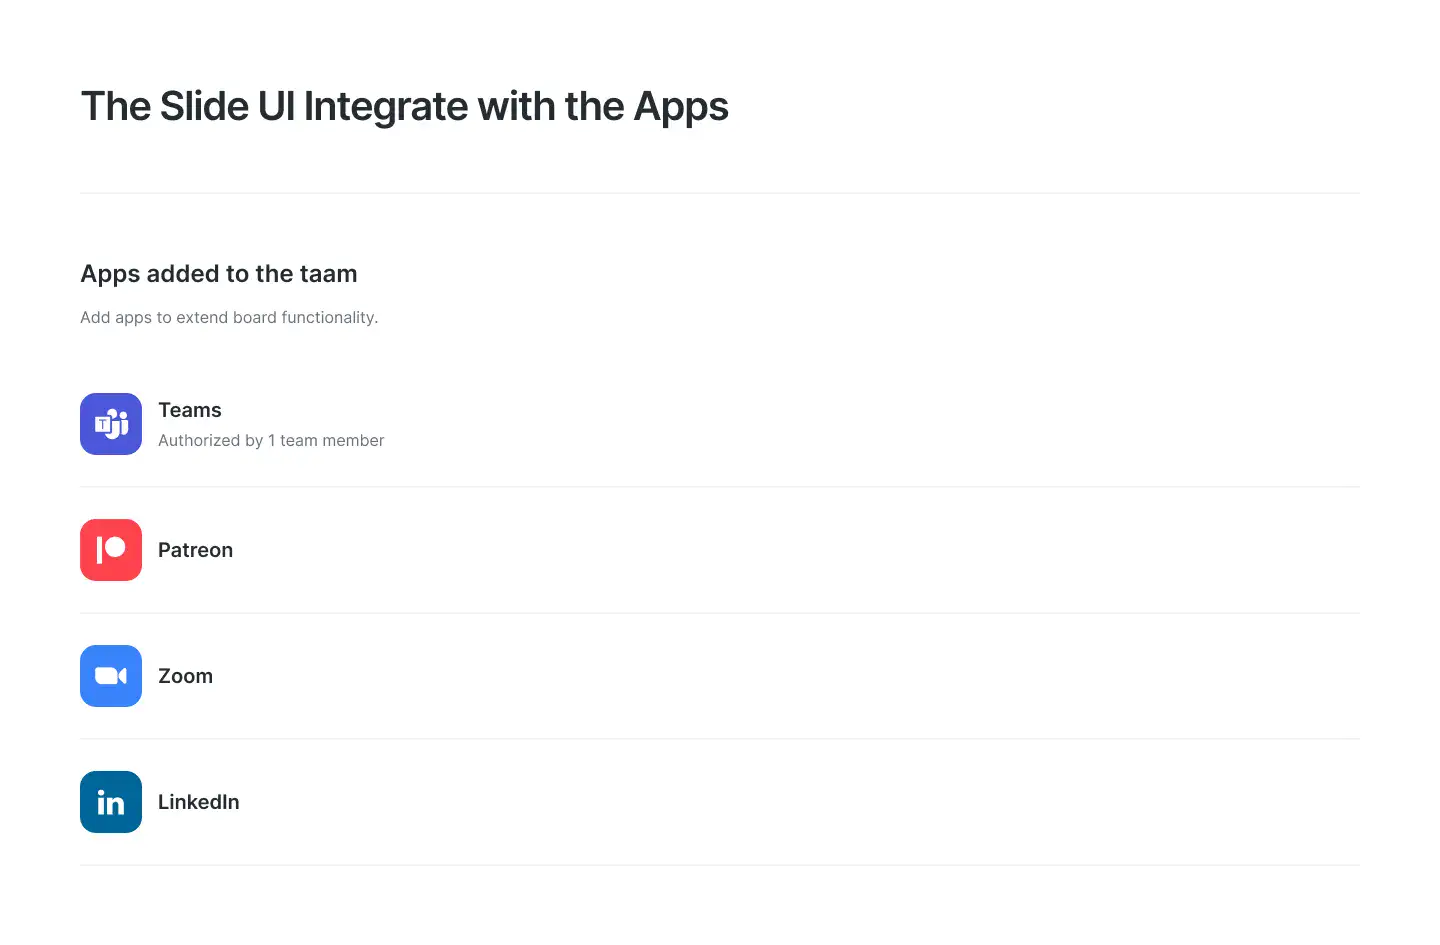 The Slide UI Integrate with the Apps
Apps added to the taam
Add apps to extend board functionality.
Teams
Authorized by 1 team member
Patreon
Zoom
in
LinkedIn